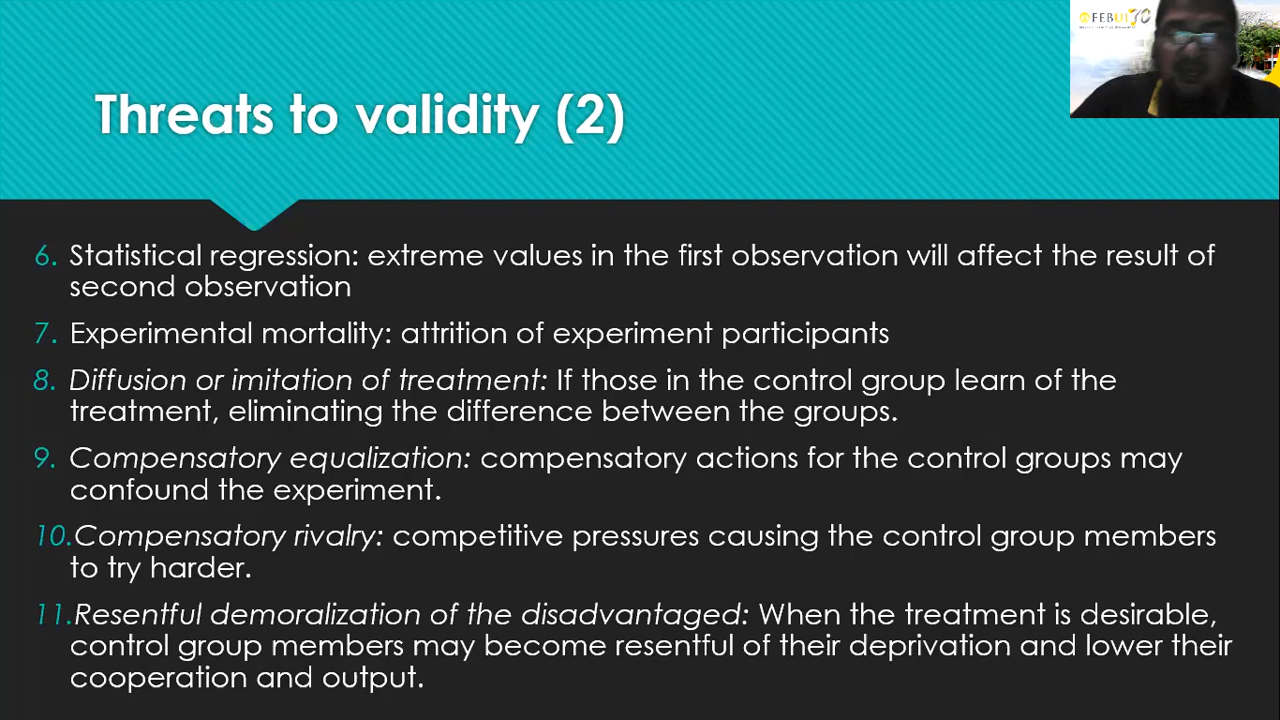 FEBUI 70
Threats to validity (2)
6. Statistical regression: extreme values in the first observation will affect the result of
second observation
7. Experimental mortality: attrition of experiment participants
8. Diffusion or imitation of treatment: If those in the control group learn of the
treatment, eliminating the difference between the groups.
9. Compensatory equalization: compensatory actions for the control groups may
confound the experiment.
10. Compensatory rivalry: competitive pressures causing the control group members
to try harder.
11. Resentful demoralization of the disadvantaged: When the treatment is desirable,
control group members may become resentful of their deprivation and lower their
cooperation and output.